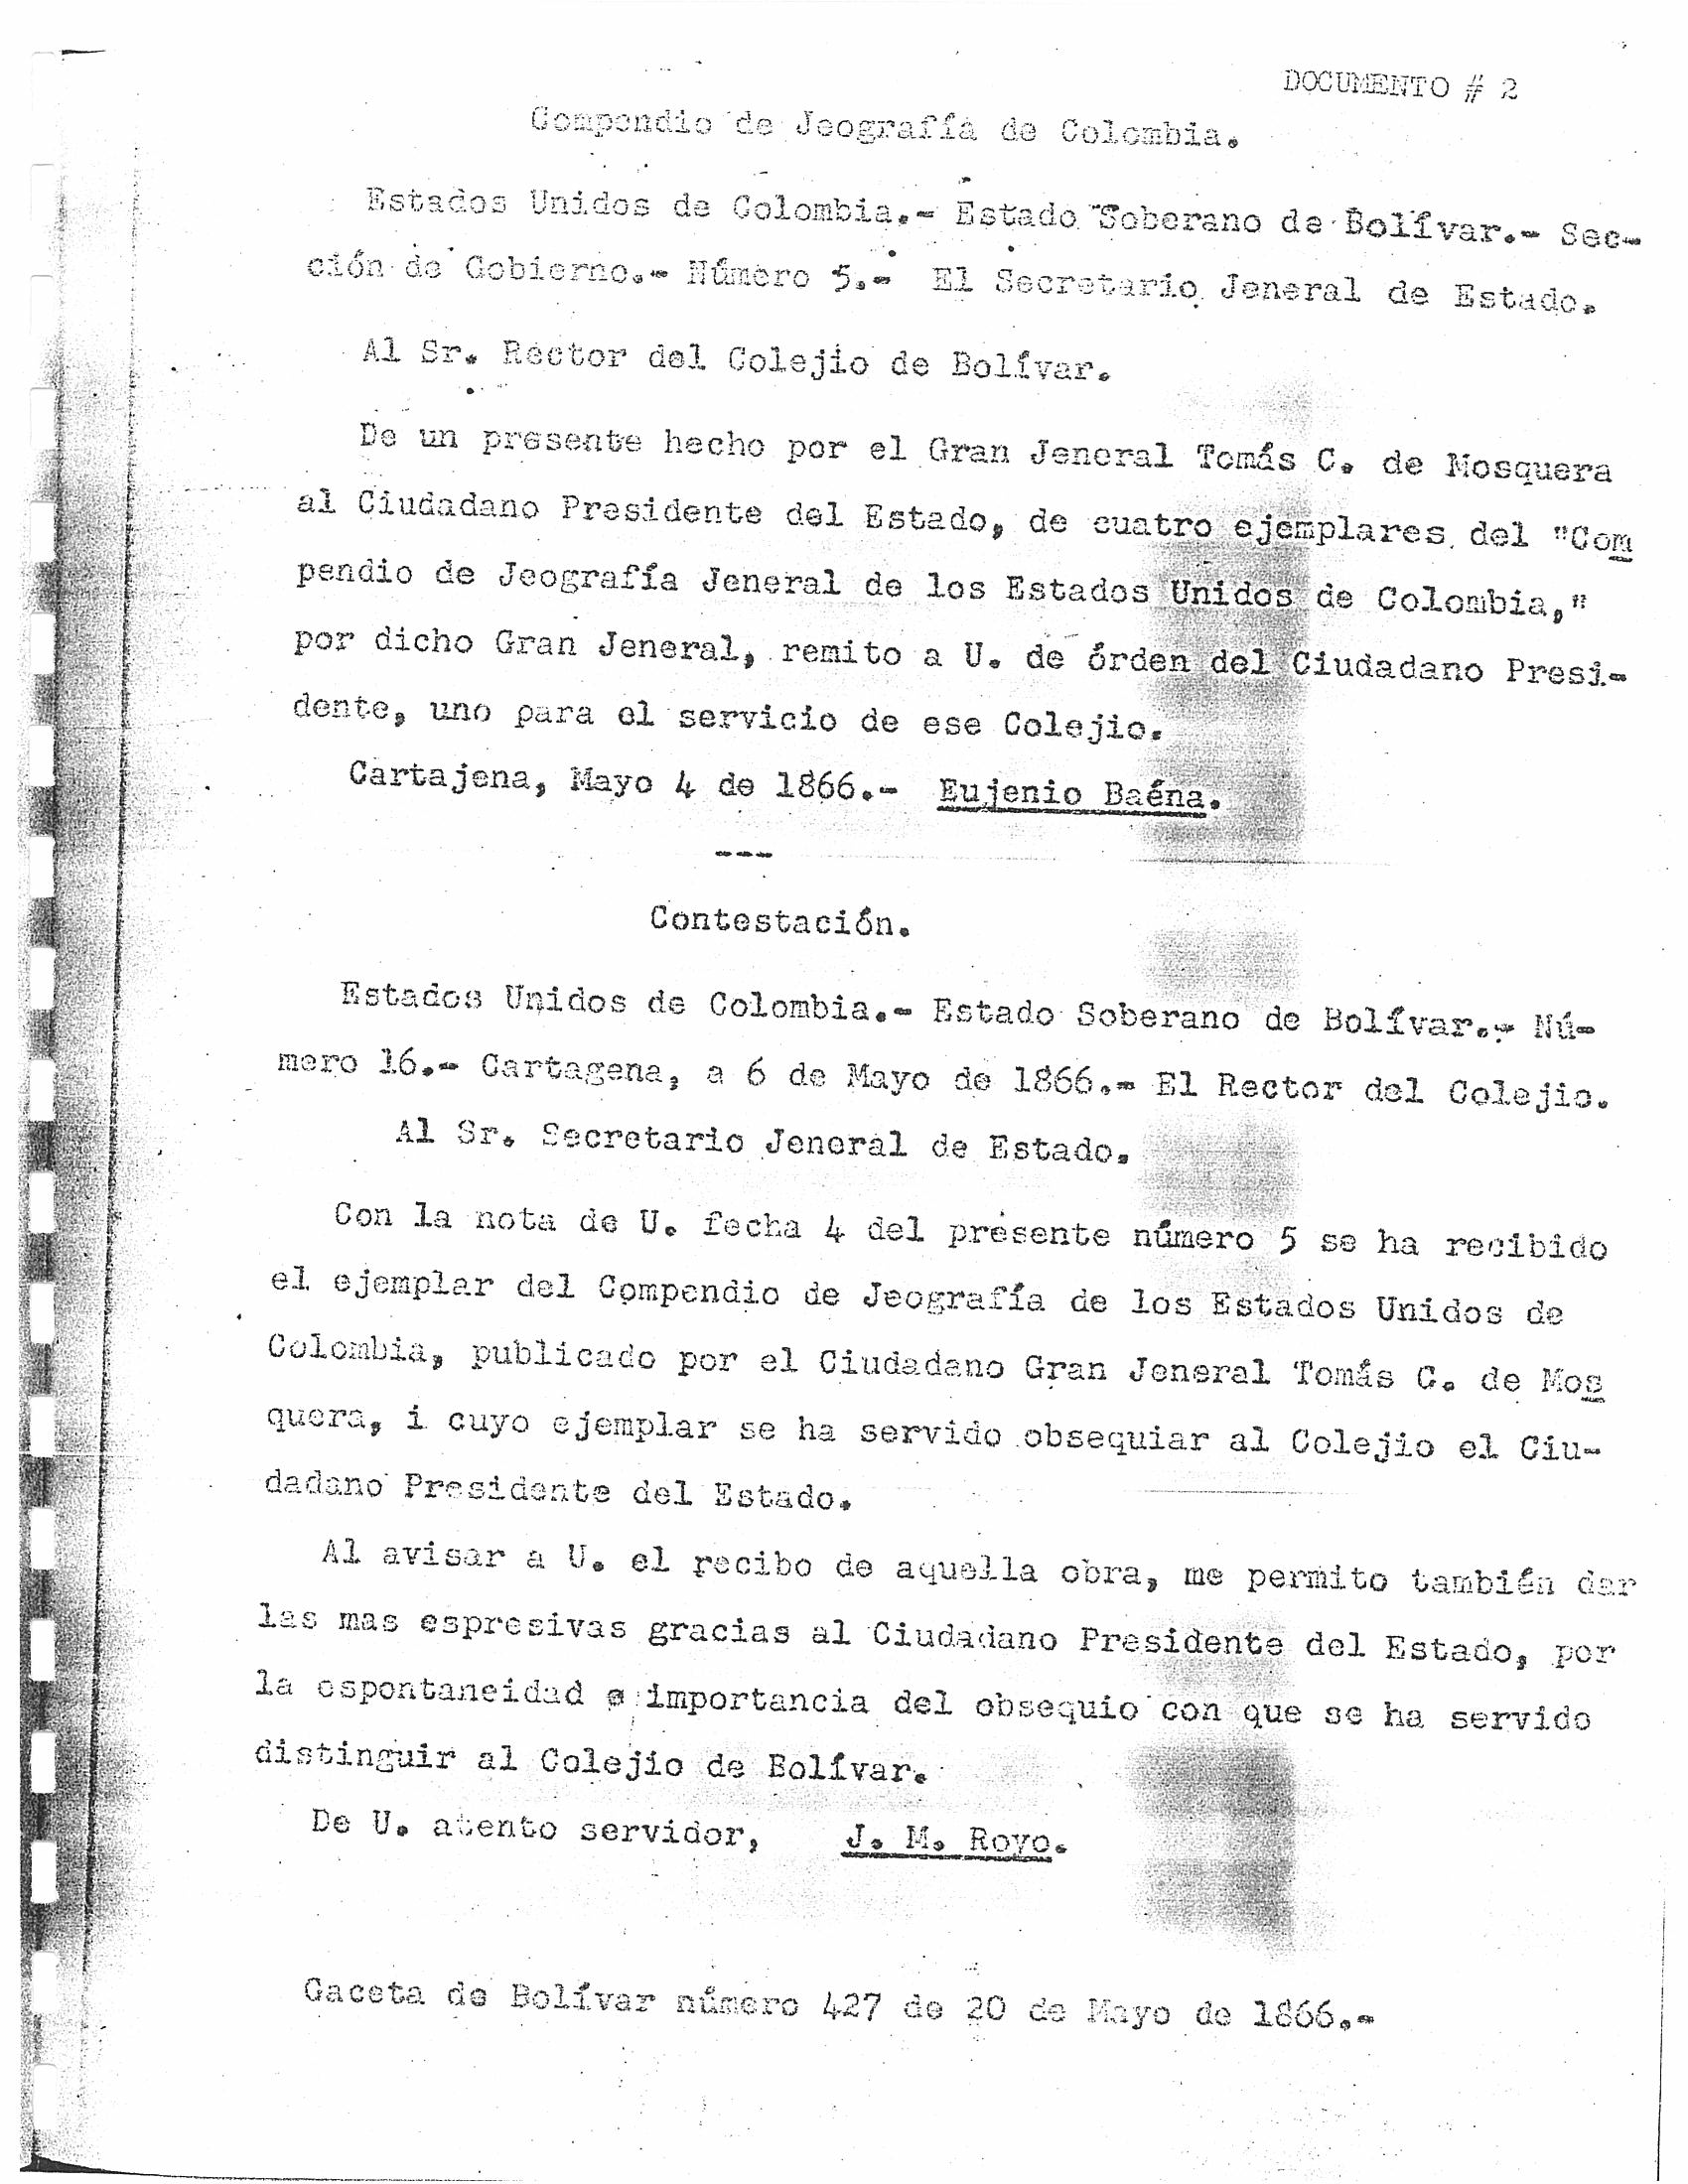 DOCUMENTO # 2
Compendio de Jeografía de Colombia.
Estados Unidos de Colombia.- Estado Soberano de Bolívar.- Sec-
ción de Gobierno.- Número 5.- El Secretario Jeneral de Estado.
Al Sr. Rector del Colejio de Bolívar.
De un presente hecho por el Gran Jeneral Tomás C. de Mosquera
al Ciudadano Presidente del Estado, de cuatro ejemplares del "Com
pendio de Jeografía Jeneral de los Estados Unidos de Colombia,"
por dicho Gran Jeneral, remito a U. de órden del Ciudadano Presi-
dente, uno para el servicio de ese Colejio.
Cartajena, Mayo 4 de 1866.- Eujenio Baéna.
---
Contestación.
Estados Unidos de Colombia.- Estado Soberano de Bolívar.- Nú-
mero 16.- Cartagena, a 6 de Mayo de 1866.- El Rector del Colejio.
Al Sr. Secretario Jeneral de Estado.
Con la nota de U. fecha 4 del presente número 5 se ha recibido
el ejemplar del Compendio de Jeografía de los Estados Unidos de
Colombia, publicado por el Ciudadano Gran Jeneral Tomás C. de Mos
quera, i cuyo ejemplar se ha servido obsequiar al Colejio el Ciu-
dadano Presidente del Estado.
Al avisar a U. el recibo de aquella obra, me permito también dar
las mas espresivas gracias al Ciudadano Presidente del Estado, por
la espontaneidad e importancia del obsequio con que se ha servido
distinguir al Colejio de Bolívar.
De U. atento servidor, J. M. Royo.
Gaceta de Bolívar número 427 de 20 de Mayo de 1866.-